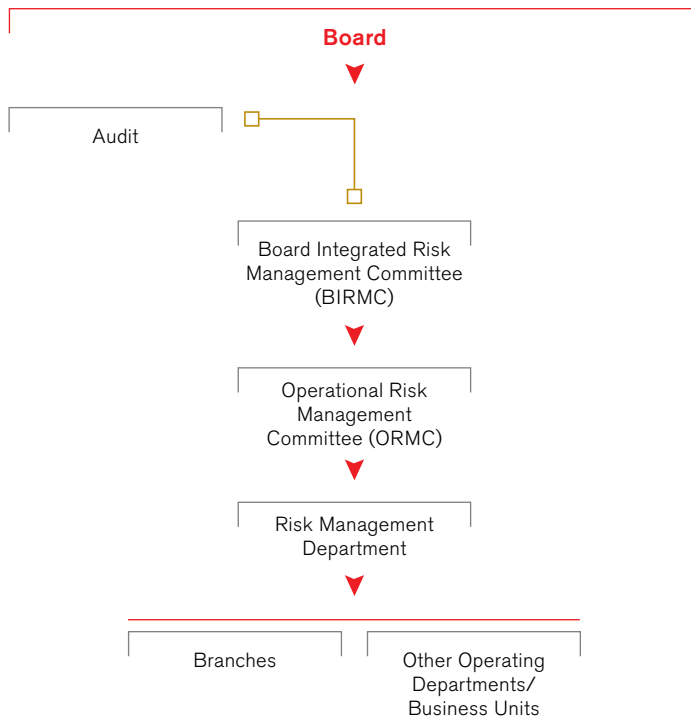 Board
Audit
Board Integrated Risk
Management Committee
(BIRMC)
Operational Risk
Management
Committee (ORMC)
Risk Management
Department
Branches
Other Operating
Departments/
Business Units